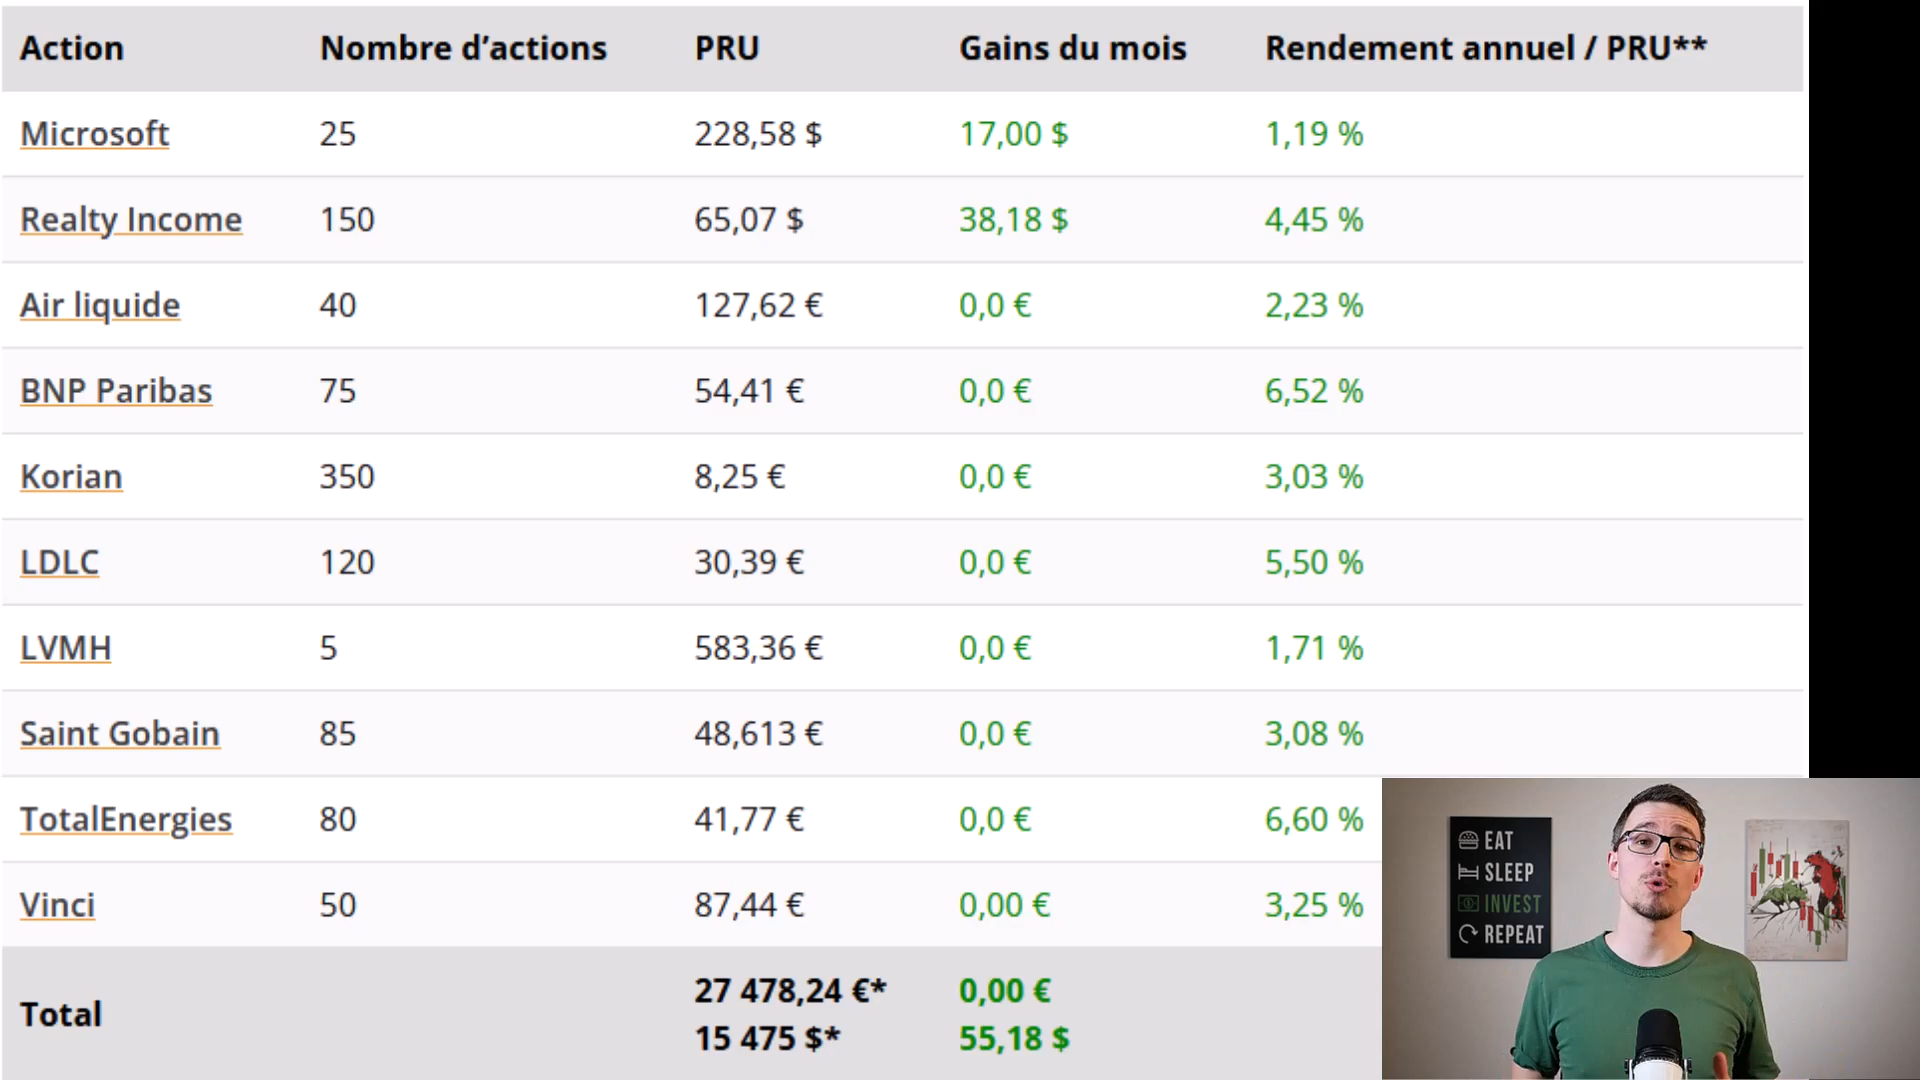 Action Nombre d’actions PRU Gains du mois Rendement annuel / PRU**
Microsoft 25 228,58 $ 17,00 $ 1,19 %
Realty Income 150 65,07 $ 38,18 $ 4,45 %
Air liquide 40 127,62 € 0,0 € 2,23 %
BNP Paribas 75 54,41 € 0,0 € 6,52 %
Korian 350 8,25 € 0,0 € 3,03 %
LDLC 120 30,39 € 0,0 € 5,50 %
LVMH 5 583,36 € 0,0 € 1,71 %
Saint Gobain 85 48,613 € 0,0 € 3,08 %
TotalEnergies 80 41,77 € 0,0 € 6,60 %
Vinci 50 87,44 € 0,00 € 3,25 %
Total 27 478,24 €* 0,00 €
15 475 $* 55,18 $
EAT
SLEEP
INVEST
REPEAT